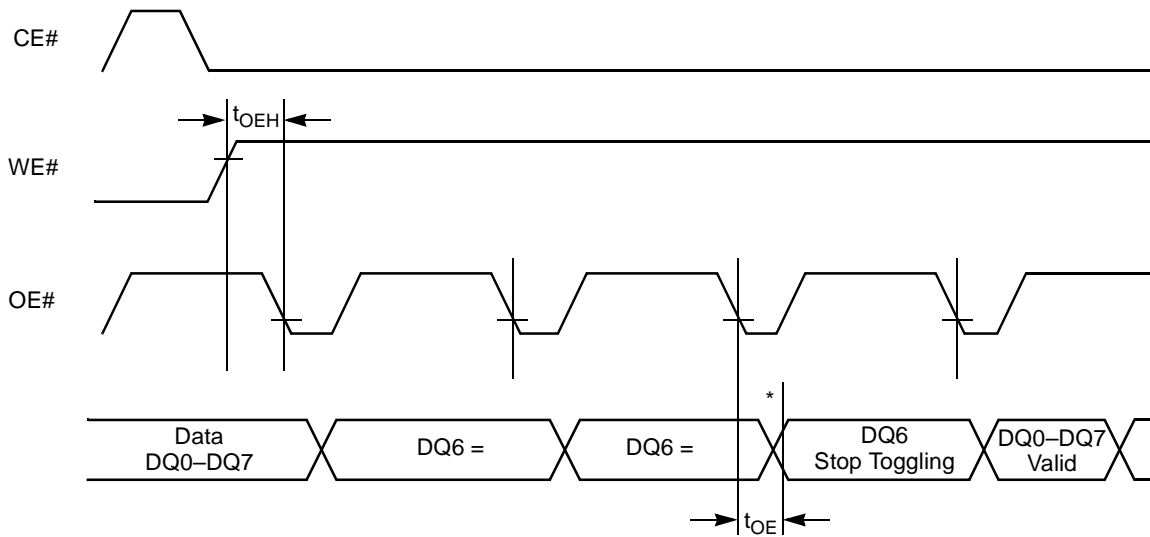 CE#
tOEH
WE#
OE#
*
Data
DQ0–DQ7
DQ6 =
DQ6 =
DQ6
Stop Toggling
DQ0–DQ7
Valid
tOE